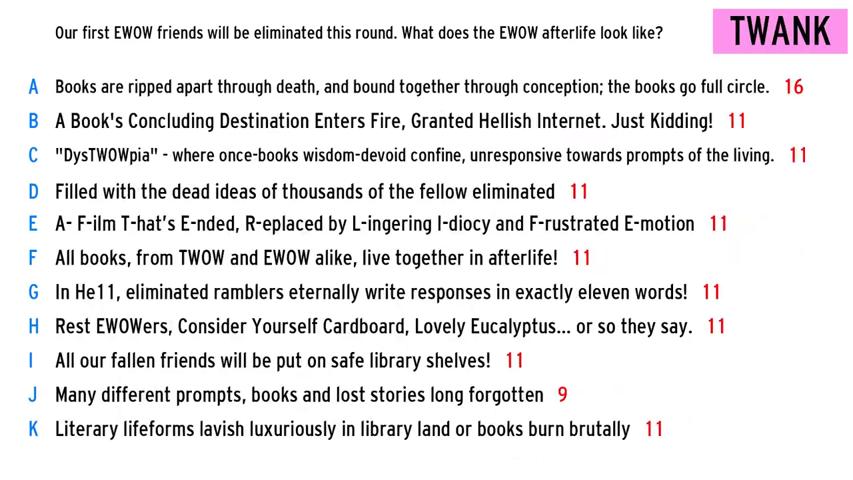 Our first EWOW friends will be eliminated this round. What does the EWOW afterlife look like?
TWANK
A Books are ripped apart through death, and bound together through conception; the books go full circle. 16
B A Book's Concluding Destination Enters Fire, Granted Hellish Internet. Just Kidding! 11
C "DysTWOWpia" - where once-books wisdom-devoid confine, unresponsive towards prompts of the living. 11
D Filled with the dead ideas of thousands of the fellow eliminated 11
E A- F-ilm T-hat's E-nded, R-eplaced by L-ingering I-diocy and F-rustrated E-motion 11
F All books, from TWOW and EWOW alike, live together in afterlife! 11
G In He11, eliminated ramblers eternally write responses in exactly eleven words! 11
H Rest EWOWers, Consider Yourself Cardboard, Lovely Eucalyptus... or so they say. 11
I All our fallen friends will be put on safe library shelves! 11
J Many different prompts, books and lost stories long forgotten 9
K Literary lifeforms lavish luxuriously in library land or books burn brutally 11